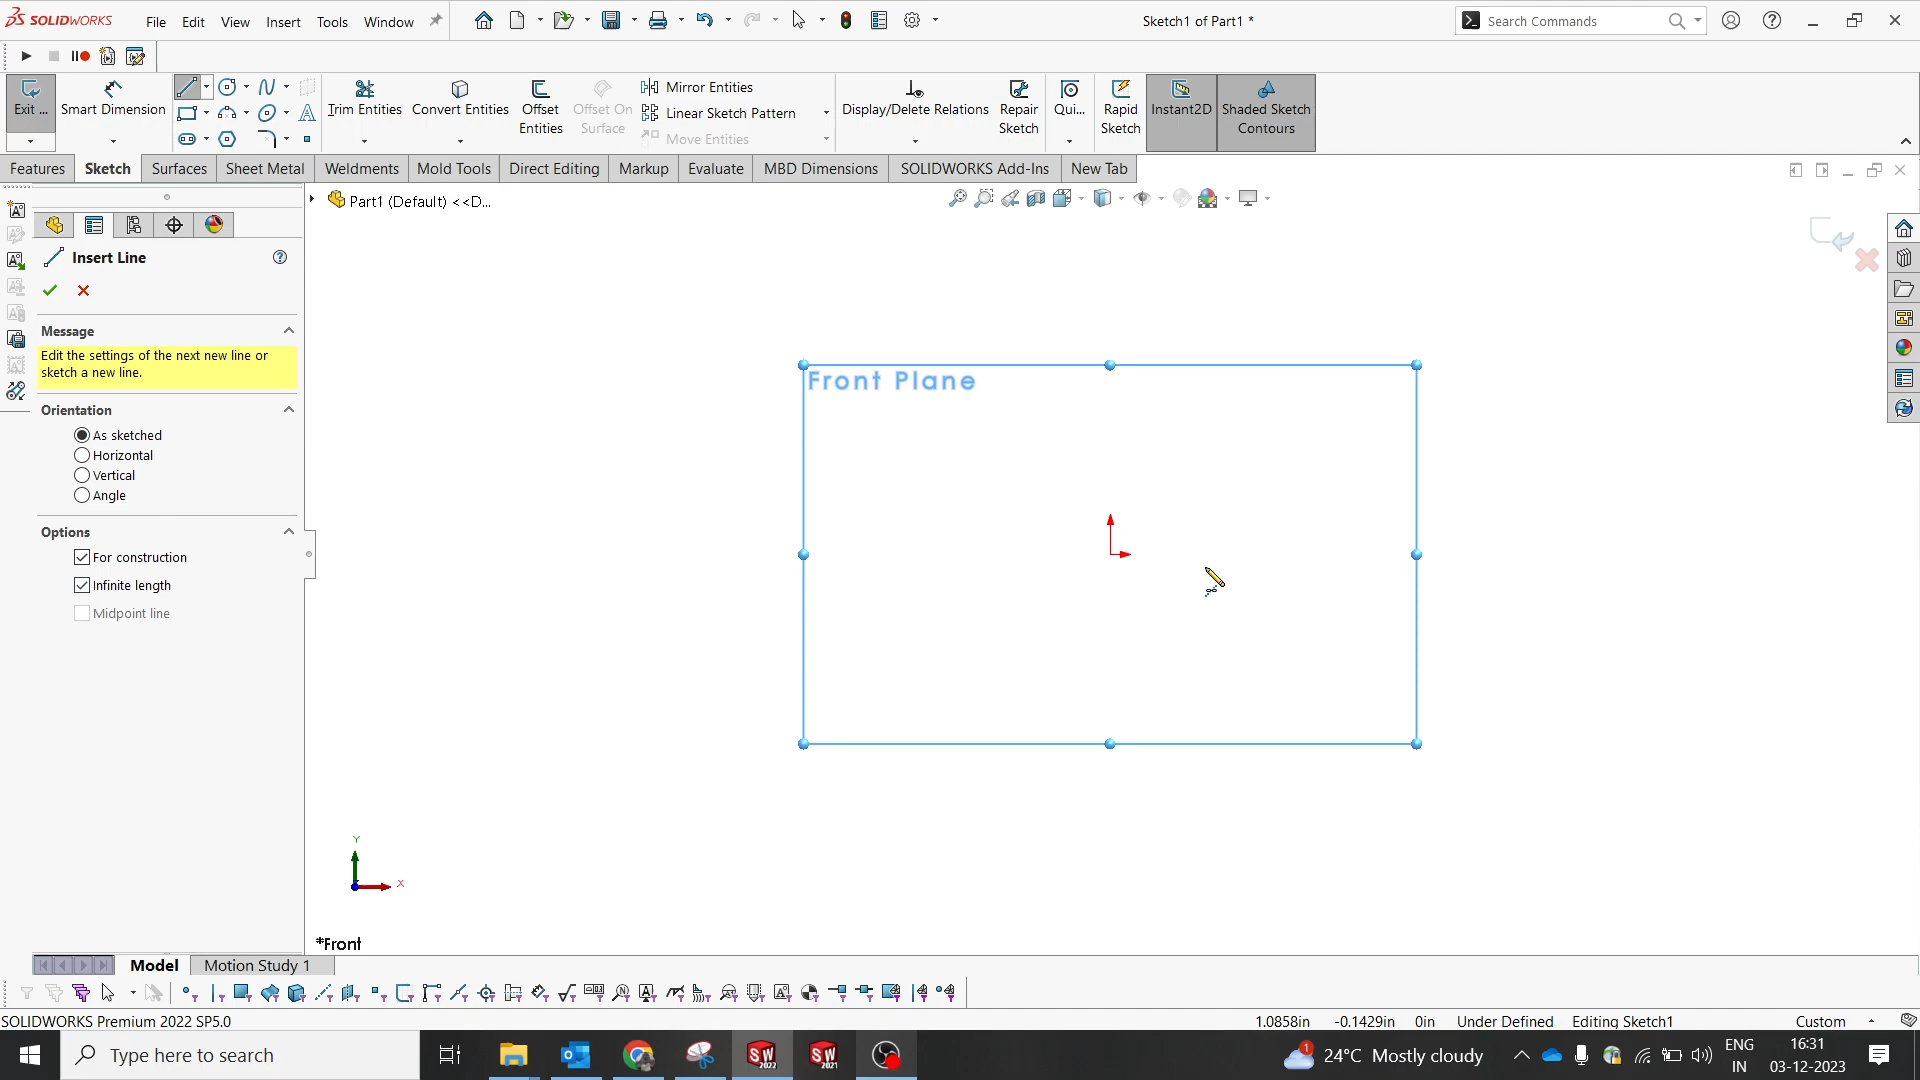 SOLIDWORKS File Edit View Insert Tools Window Sketch1 of Part1 * Search Commands
Exit ... Smart Dimension Trim Entities Convert Entities Offset Entities Offset On Surface Mirror Entities Linear Sketch Pattern Move Entities Display/Delete Relations Repair Sketch Qui... Rapid Sketch Instant2D Shaded Sketch Contours
Features Sketch Surfaces Sheet Metal Weldments Mold Tools Direct Editing Markup Evaluate MBD Dimensions SOLIDWORKS Add-Ins New Tab
Part1 (Default) <<D...
Insert Line
Message
Edit the settings of the next new line or
sketch a new line.
Orientation
As sketched
Horizontal
Vertical
Angle
Options
For construction
Infinite length
Midpoint line
Front Plane
Y
X
*Front
Model Motion Study 1
SOLIDWORKS Premium 2022 SP5.0 1.0858in -0.1429in 0in Under Defined Editing Sketch1 Custom
Type here to search SW 2022 SW 2021 1 24°C Mostly cloudy ENG IN 16:31 03-12-2023